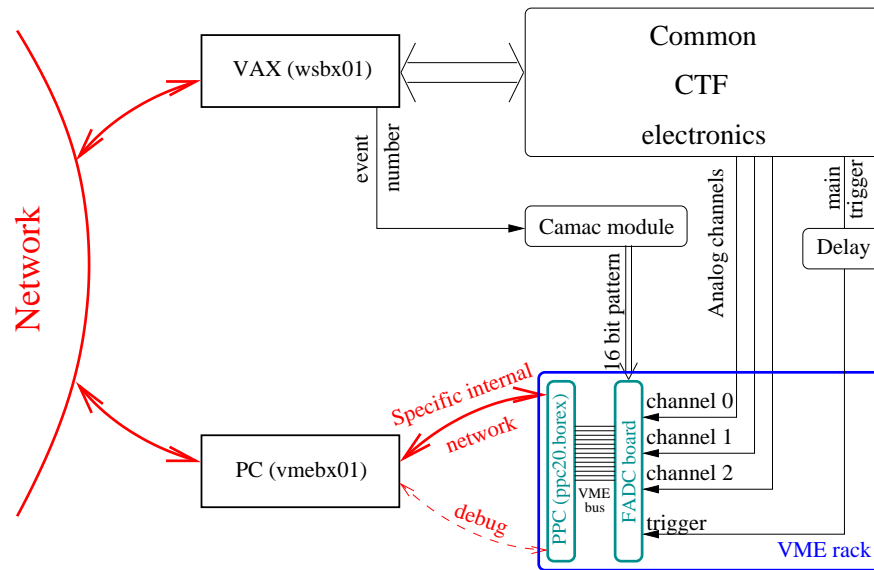 Common
VAX (wsbx01)
CTF
electronics
event
number
main
trigger
Analog channels
Camac module
Delay
Network
16 bit pattern
Specific internal
network
channel 0
channel 1
channel 2
PC (vmebx01)
PPC (ppc20.borex)
FADC board
VME
bus
debug
trigger
VME rack